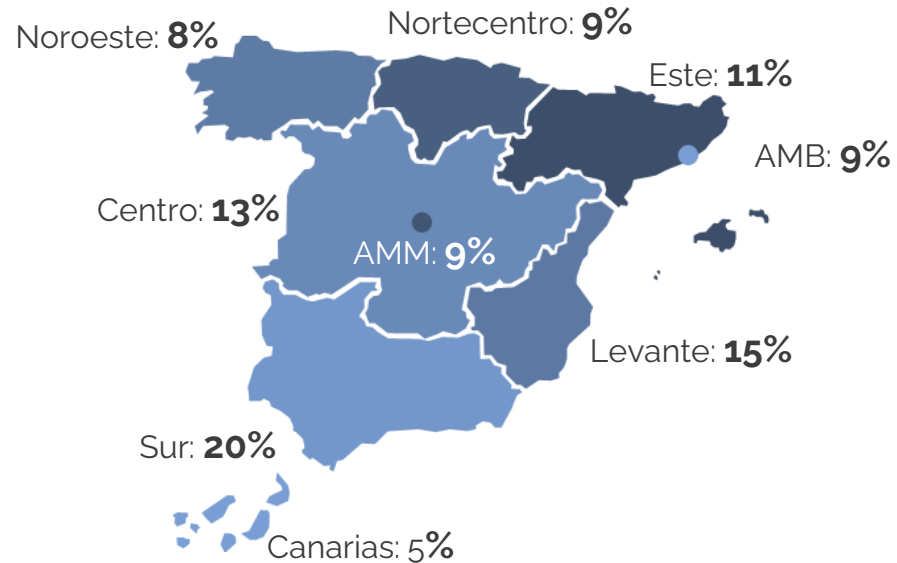 Nortecentro: 9%
Noroeste: 8%
Este: 11%
AMB: 9%
Centro: 13%
AMM: 9%
Levante: 15%
Sur: 20%
Canarias: 5%